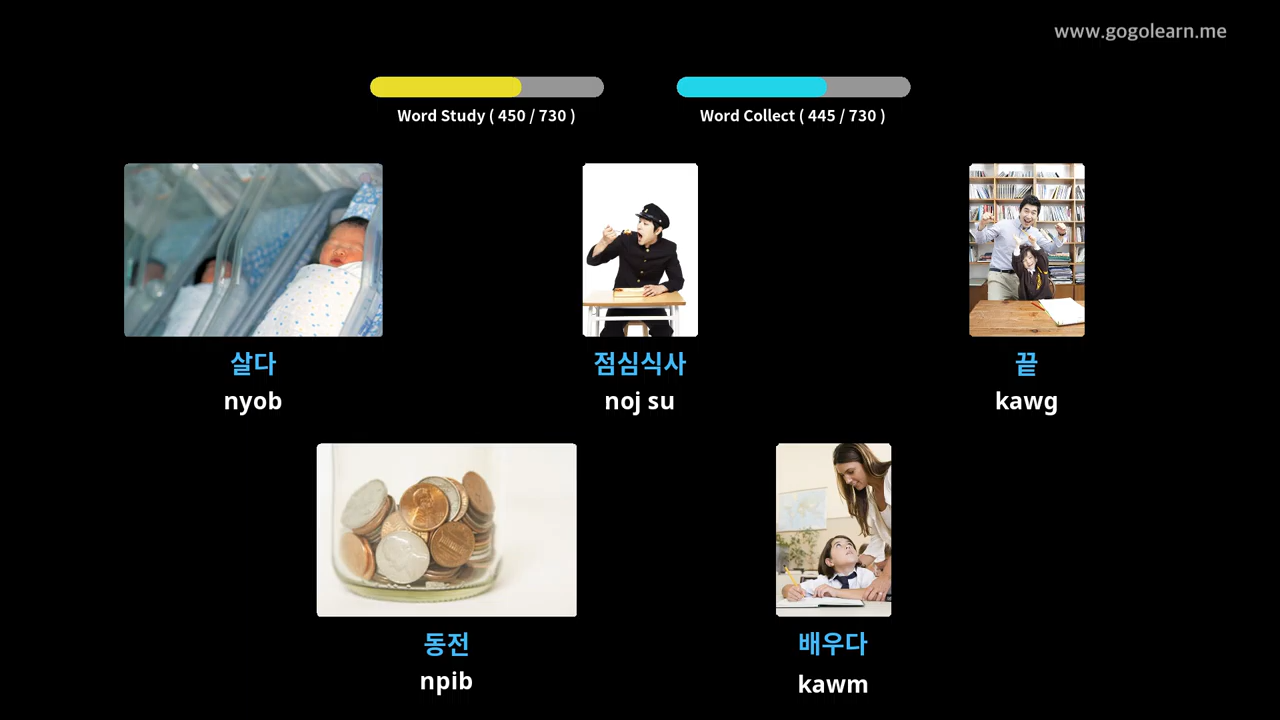 www.gogolearn.me
Word Study ( 450 / 730 )
Word Collect ( 445 / 730 )
살다
nyob
점심식사
noj su
끝
kawg
동전
npib
배우다
kawm